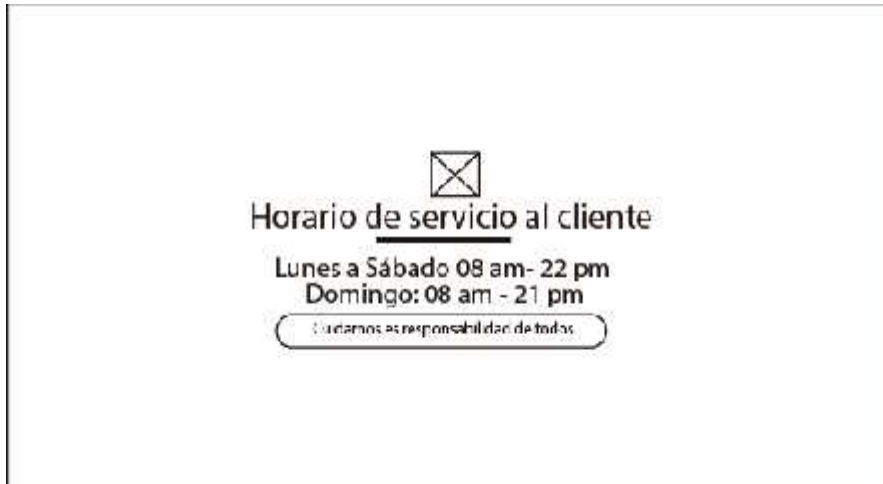 Horario de servicio al cliente
Lunes a Sábado 08 am- 22 pm
Domingo: 08 am - 21 pm
Cuidarnos es responsabilidad de todos